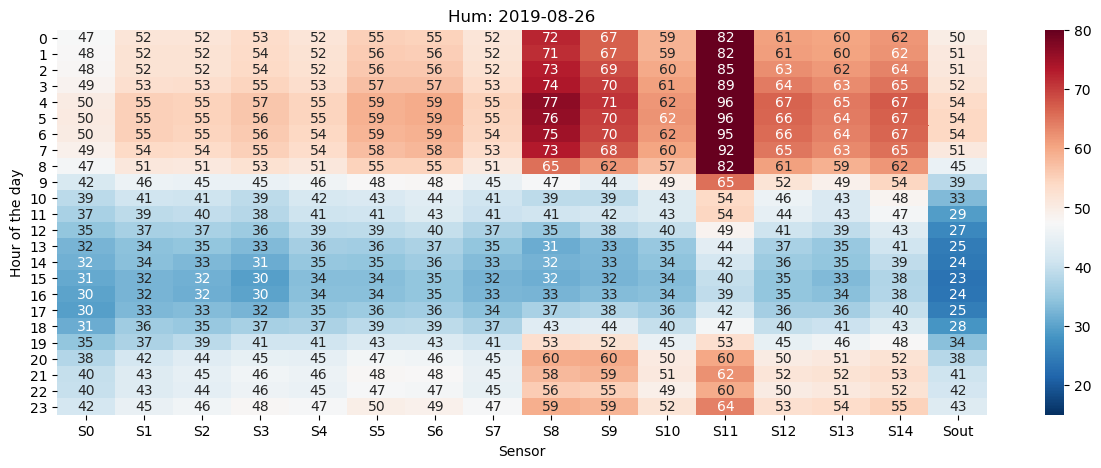 Hum: 2019-08-26
Hour of the day
0 47 52 52 53 52 55 55 52 72 67 59 82 61 60 62 50
1 48 52 52 54 52 56 56 52 71 67 59 82 61 60 62 51
2 48 52 52 54 52 56 56 52 73 69 60 85 63 62 64 51
3 49 53 53 55 53 57 57 53 74 70 61 89 64 63 65 52
4 50 55 55 57 55 59 59 55 77 71 62 96 67 65 67 54
5 50 55 55 56 55 59 59 55 76 70 62 96 66 64 67 54
6 50 55 55 56 54 59 59 54 75 70 62 95 66 64 67 54
7 49 54 54 55 54 58 58 53 73 68 60 92 65 63 65 51
8 47 51 51 53 51 55 55 51 65 62 57 82 61 59 62 45
9 42 46 45 45 46 48 48 45 47 44 49 65 52 49 54 39
10 39 41 41 39 42 43 44 41 39 39 43 54 46 43 48 33
11 37 39 40 38 41 41 43 41 41 42 43 54 44 43 47 29
12 35 37 37 36 39 39 40 37 35 38 40 49 41 39 43 27
13 32 34 35 33 36 36 37 35 31 33 35 44 37 35 41 25
14 32 34 33 31 35 35 36 33 32 33 34 42 36 35 39 24
15 31 32 32 30 34 34 35 33 32 32 34 40 35 33 38 23
16 30 32 32 30 34 34 35 33 33 33 34 39 35 34 38 24
17 30 33 33 32 35 36 36 34 37 38 36 42 36 36 40 25
18 31 36 35 37 37 39 39 37 43 44 40 47 40 41 43 28
19 35 37 39 41 41 43 43 41 53 52 45 53 45 46 48 34
20 38 42 44 45 45 47 46 45 60 60 50 60 50 51 52 38
21 40 43 45 46 46 48 48 45 58 59 51 62 52 52 53 41
22 40 43 44 46 45 47 47 45 56 55 49 60 50 51 52 42
23 42 45 46 48 47 50 49 47 59 59 52 64 53 54 55 43
S0 S1 S2 S3 S4 S5 S6 S7 S8 S9 S10 S11 S12 S13 S14 Sout
Sensor
80
70
60
50
40
30
20